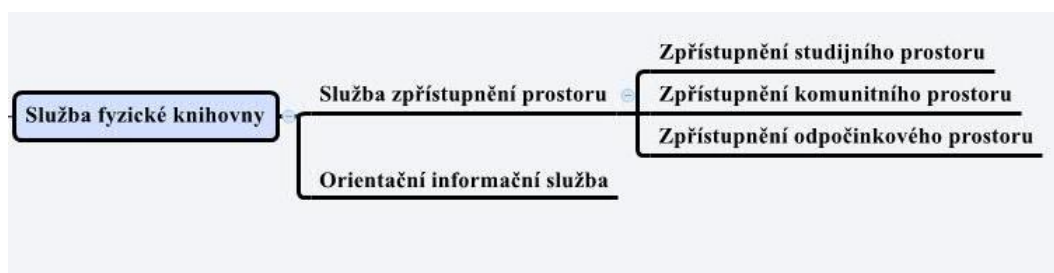 Služba fyzické knihovny
Služba zpřístupnění prostoru
Zpřístupnění studijního prostoru
Zpřístupnění komunitního prostoru
Zpřístupnění odpočinkového prostoru
Orientační informační služba